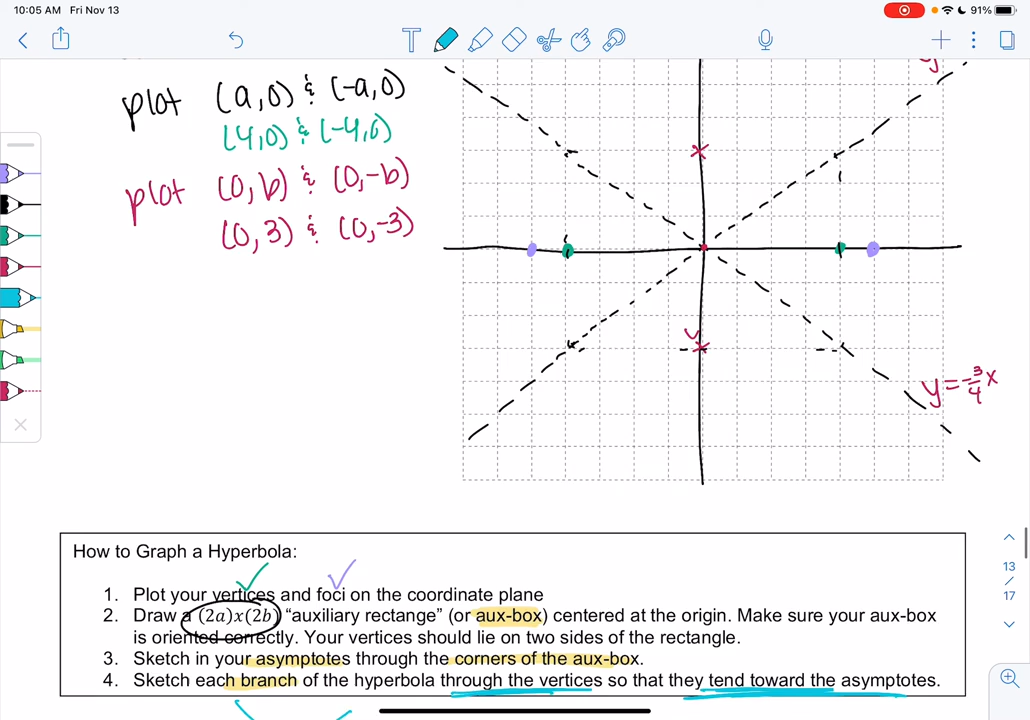 10:05 AM Fri Nov 13
91%
T
plot (a,0) & (-a,0)
(4,0) & (-4,0)
plot (0,b) & (0,-b)
(0,3) & (0,-3)
y = -3/4 x
How to Graph a Hyperbola:
1. Plot your vertices and foci on the coordinate plane
2. Draw a (2a)x(2b) “auxiliary rectange” (or aux-box) centered at the origin. Make sure your aux-box
is oriented correctly. Your vertices should lie on two sides of the rectangle.
3. Sketch in your asymptotes through the corners of the aux-box.
4. Sketch each branch of the hyperbola through the vertices so that they tend toward the asymptotes.
13
/
17